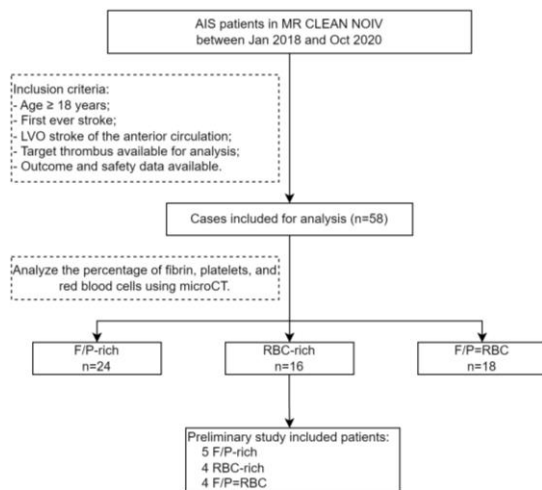 AIS patients in MR CLEAN NOIV
between Jan 2018 and Oct 2020
Inclusion criteria:
- Age ≥ 18 years;
- First ever stroke;
- LVO stroke of the anterior circulation;
- Target thrombus available for analysis;
- Outcome and safety data available.
Cases included for analysis (n=58)
Analyze the percentage of fibrin, platelets, and
red blood cells using microCT.
F/P-rich
n=24
RBC-rich
n=16
F/P=RBC
n=18
Preliminary study included patients:
5 F/P-rich
4 RBC-rich
4 F/P=RBC